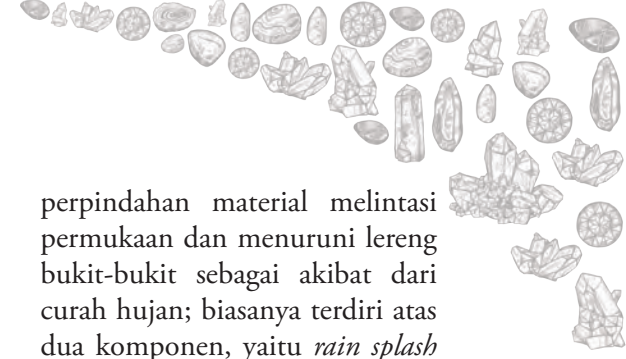 perpindahan material melintasi
permukaan dan menuruni lereng
bukit-bukit sebagai akibat dari
curah hujan; biasanya terdiri atas
dua komponen, yaitu rain splash